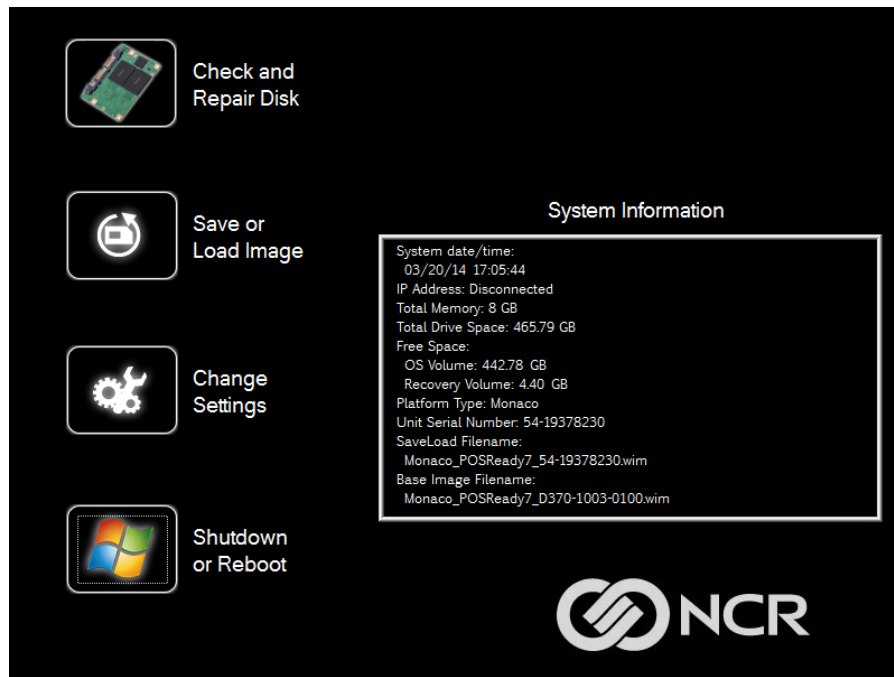 Check and
Repair Disk
Save or
Load Image
Change
Settings
Shutdown
or Reboot
System Information
System date/time:
03/20/14 17:05:44
IP Address: Disconnected
Total Memory: 8 GB
Total Drive Space: 465.79 GB
Free Space:
OS Volume: 442.78 GB
Recovery Volume: 4.40 GB
Platform Type: Monaco
Unit Serial Number: 54-19378230
SaveLoad Filename:
Monaco_POSReady7_54-19378230.wim
Base Image Filename:
Monaco_POSReady7_D370-1003-0100.wim
NCR